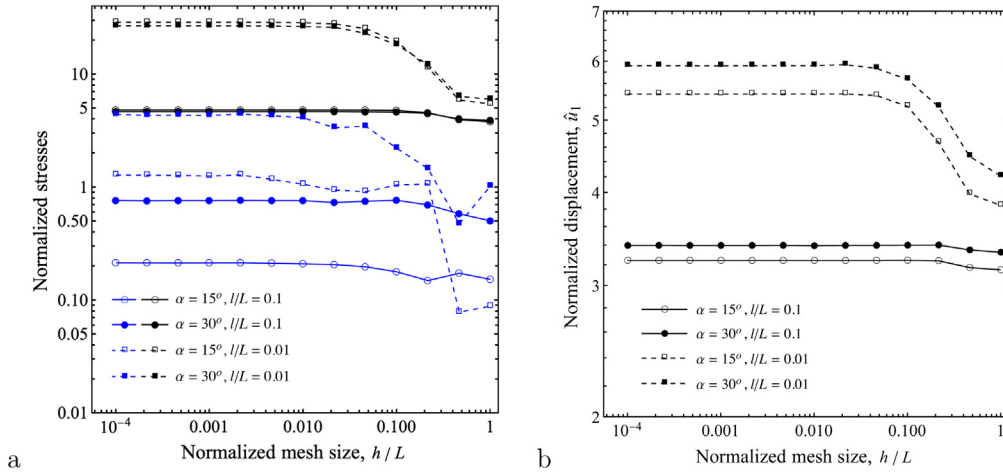 Normalized stresses
10
5
1
0.50
0.10
0.05
0.01
α = 15°, l/L = 0.1
α = 30°, l/L = 0.1
α = 15°, l/L = 0.01
α = 30°, l/L = 0.01
10⁻⁴ 0.001 0.010 0.100 1
Normalized mesh size, h / L
a
Normalized displacement, û₁
7
6
5
4
3
2
α = 15°, l/L = 0.1
α = 30°, l/L = 0.1
α = 15°, l/L = 0.01
α = 30°, l/L = 0.01
10⁻⁴ 0.001 0.010 0.100 1
Normalized mesh size, h / L
b